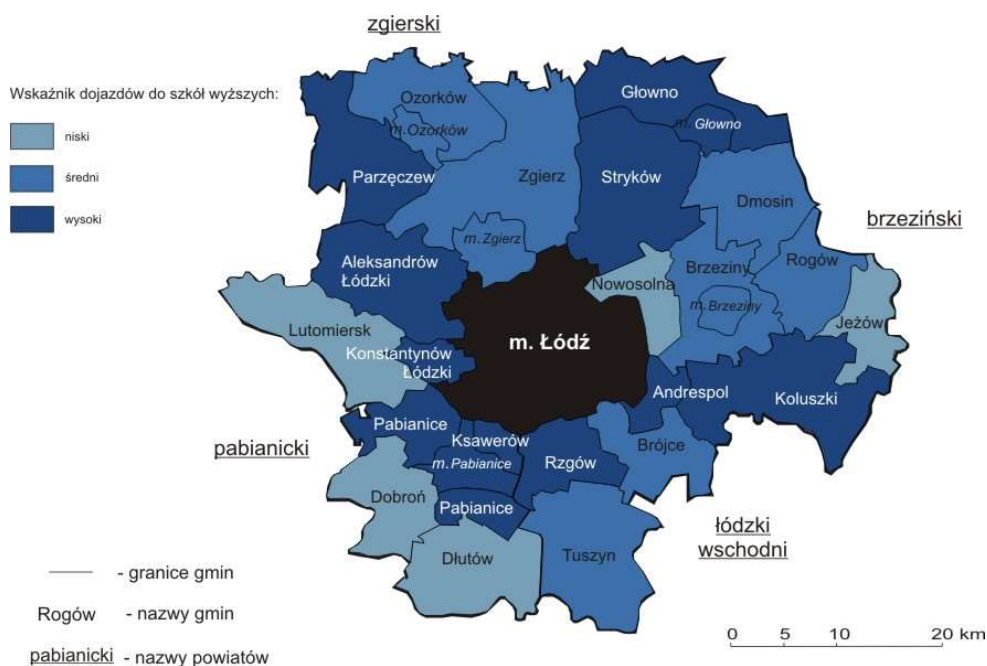 zgierski
Wskaźnik dojazdów do szkół wyższych:
niski
średni
wysoki
Ozorków
m. Ozorków
Głowno
m. Głowno
Parzęczew
Zgierz
Stryków
Dmosin
brzeziński
m. Zgierz
Aleksandrów
Łódzki
Nowosolna
Brzeziny
Rogów
m. Brzeziny
Jeżów
Lutomiersk
m. Łódź
Konstantynów
Łódzki
Andrespol
Koluszki
pabianicki
Pabianice
Ksawerów
m. Pabianice
Rzgów
Brójce
Dobroń
Pabianice
łódzki
wschodni
Dłutów
Tuszyn
- granice gmin
Rogów - nazwy gmin
pabianicki - nazwy powiatów
0 5 10 20 km